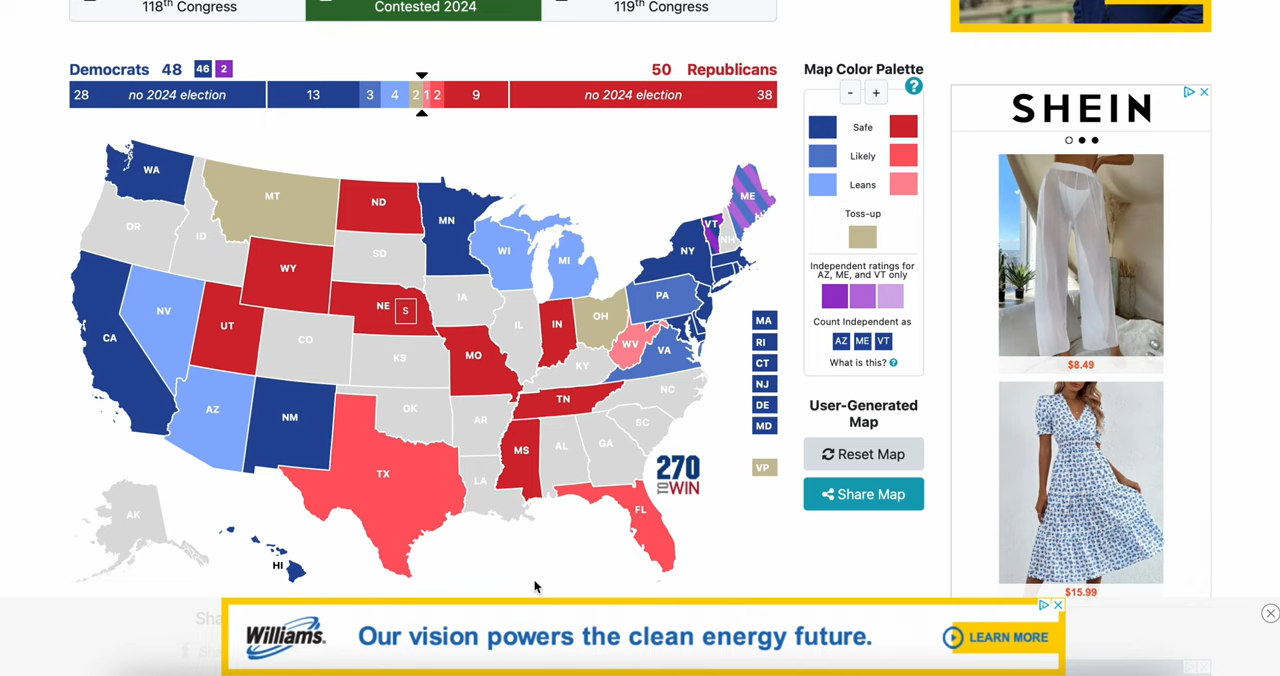 118th Congress
Contested 2024
119th Congress
Democrats 48 46 2
50 Republicans
28 no 2024 election 13 3 4 2 1 2 9 no 2024 election 38
WA
OR
ID
MT
ND
MN
SD
WY
NE S
IA
WI
MI
NY
VT
NH
ME
CA
NV
UT
CO
KS
MO
IL
IN
OH
PA
WV
VA
KY
AZ
NM
OK
AR
TN
NC
SC
TX
LA
MS
AL
GA
FL
AK
HI
MA
RI
CT
NJ
DE
MD
VP
270
TO WIN
Map Color Palette
- + ?
Safe
Likely
Leans
Toss-up
Independent ratings for
AZ, ME, and VT only
Count Independent as
AZ ME VT
What is this? ?
User-Generated
Map
Reset Map
Share Map
SHEIN
$8.49
$15.99
Sha
Williams.
Our vision powers the clean energy future.
LEARN MORE
f Sha